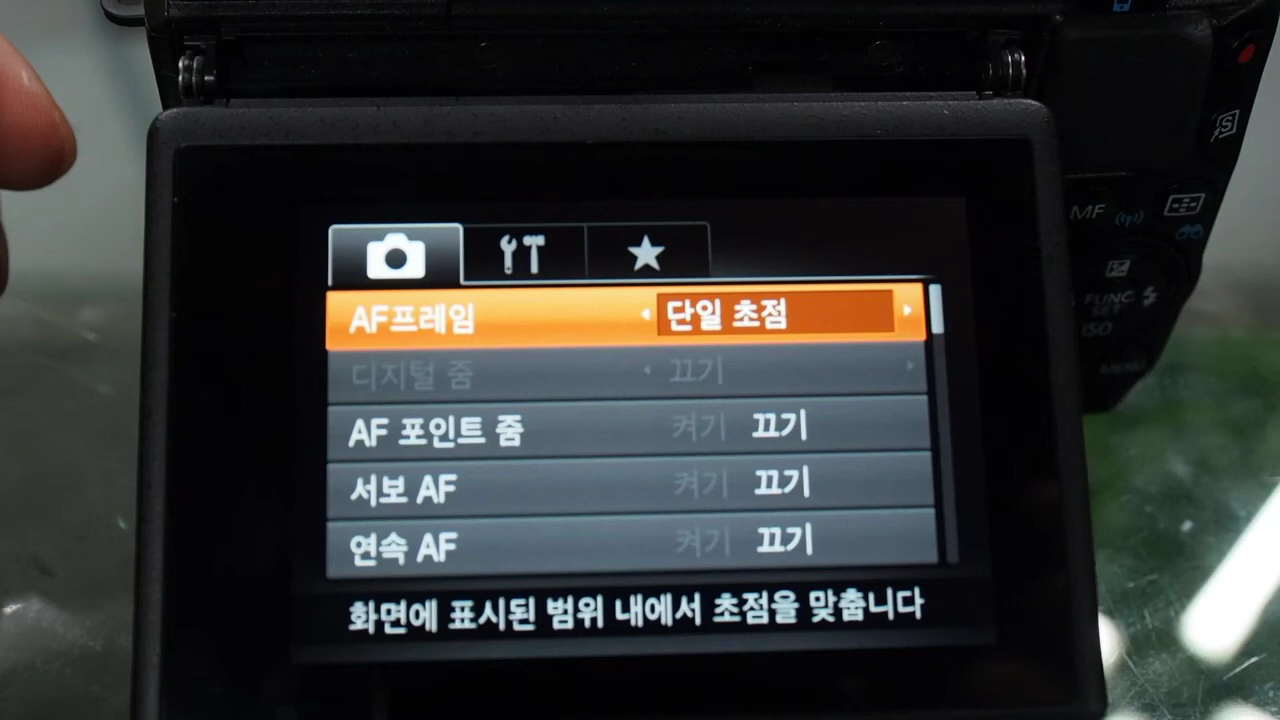 AF프레임 단일 초점
디지털 줌 끄기
AF 포인트 줌 켜기 끄기
서보 AF 켜기 끄기
연속 AF 켜기 끄기
화면에 표시된 범위 내에서 초점을 맞춥니다
S
MF
FUNC.
SET
ISO
MENU